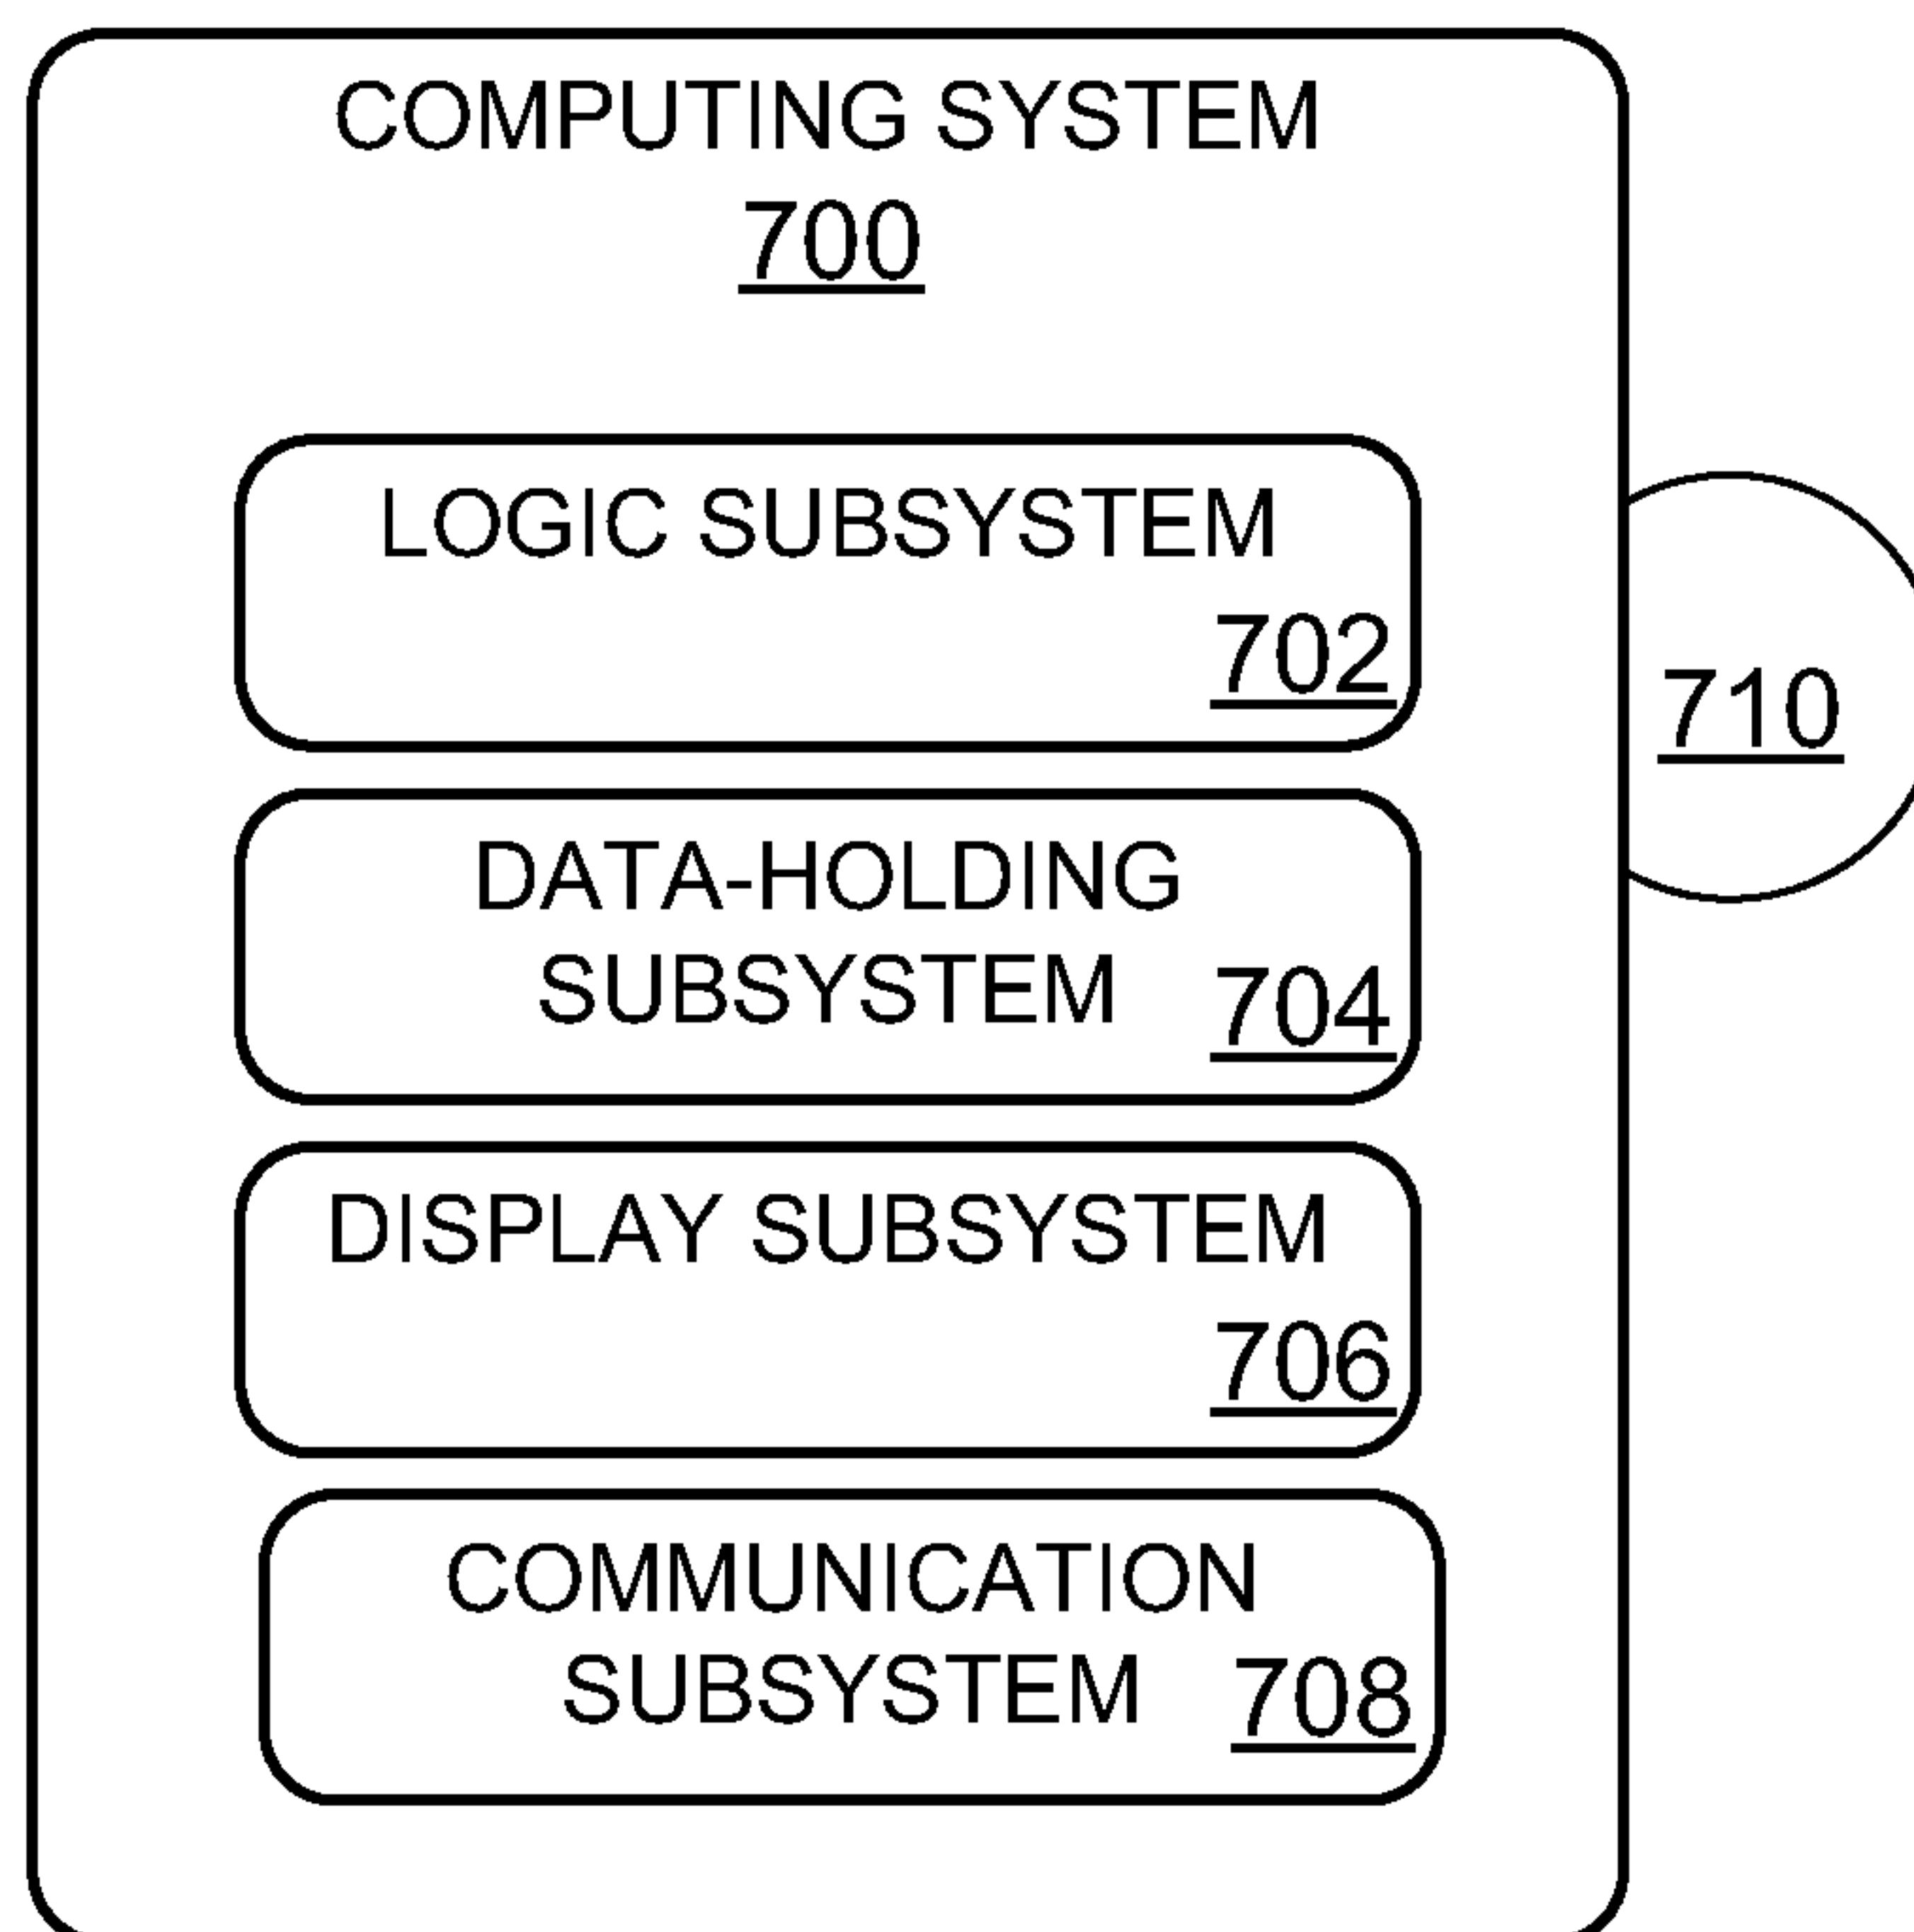 COMPUTING SYSTEM
700
LOGIC SUBSYSTEM
702
710
DATA-HOLDING
SUBSYSTEM 704
DISPLAY SUBSYSTEM
706
COMMUNICATION
SUBSYSTEM 708